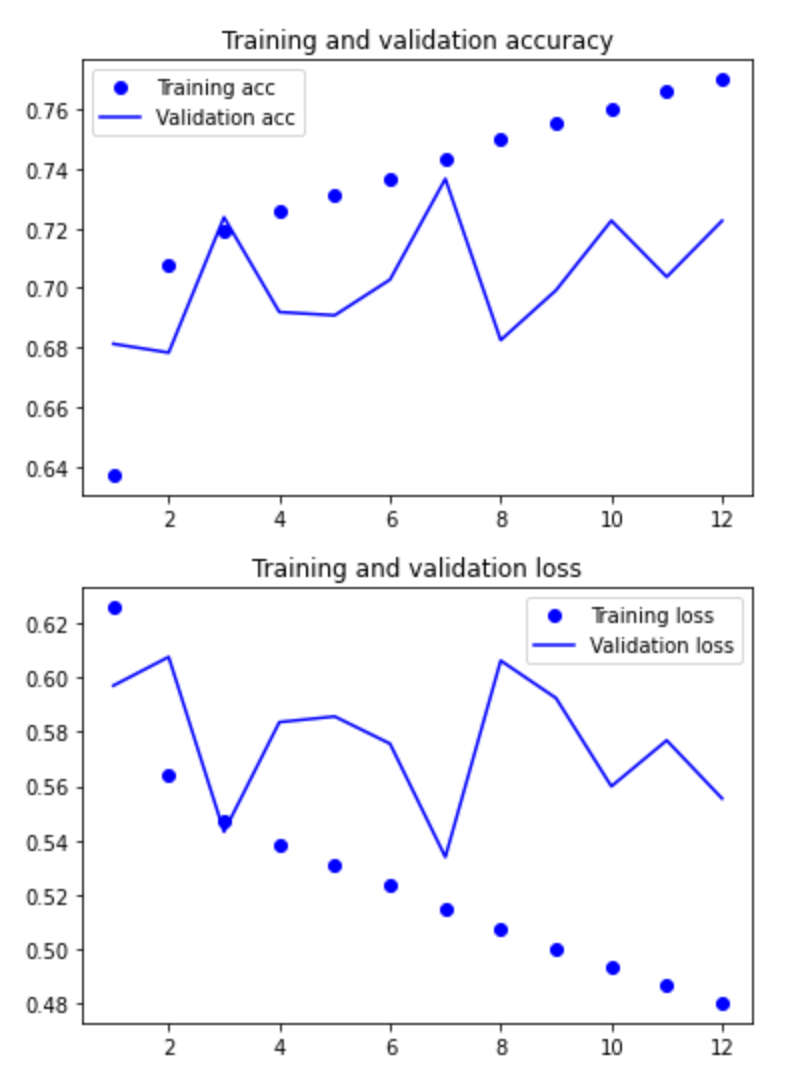 Training and validation accuracy
Training acc
Validation acc
0.76
0.74
0.72
0.70
0.68
0.66
0.64
2 4 6 8 10 12
Training and validation loss
Training loss
Validation loss
0.62
0.60
0.58
0.56
0.54
0.52
0.50
0.48
2 4 6 8 10 12